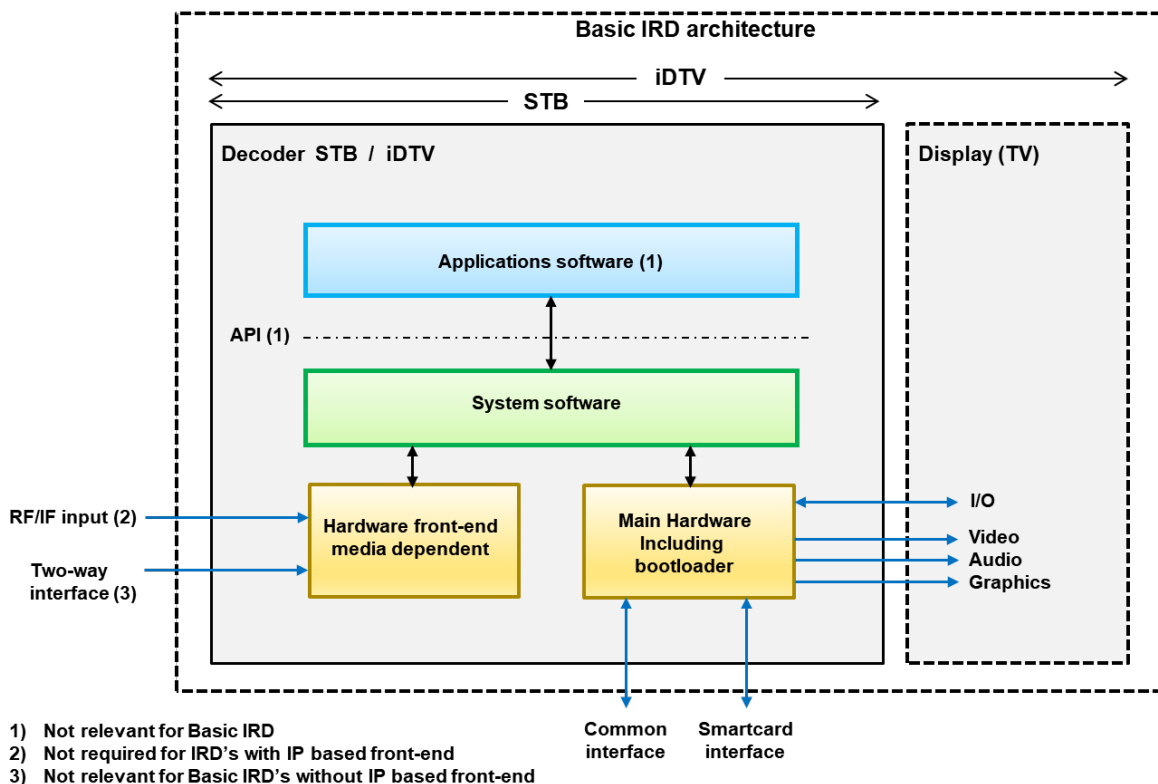 Basic IRD architecture
iDTV
STB
Decoder STB / iDTV
Display (TV)
Applications software (1)
API (1)
System software
RF/IF input (2)
Two-way
interface (3)
Hardware front-end
media dependent
Main Hardware
Including
bootloader
I/O
Video
Audio
Graphics
Common
interface
Smartcard
interface
1) Not relevant for Basic IRD
2) Not required for IRD's with IP based front-end
3) Not relevant for Basic IRD's without IP based front-end